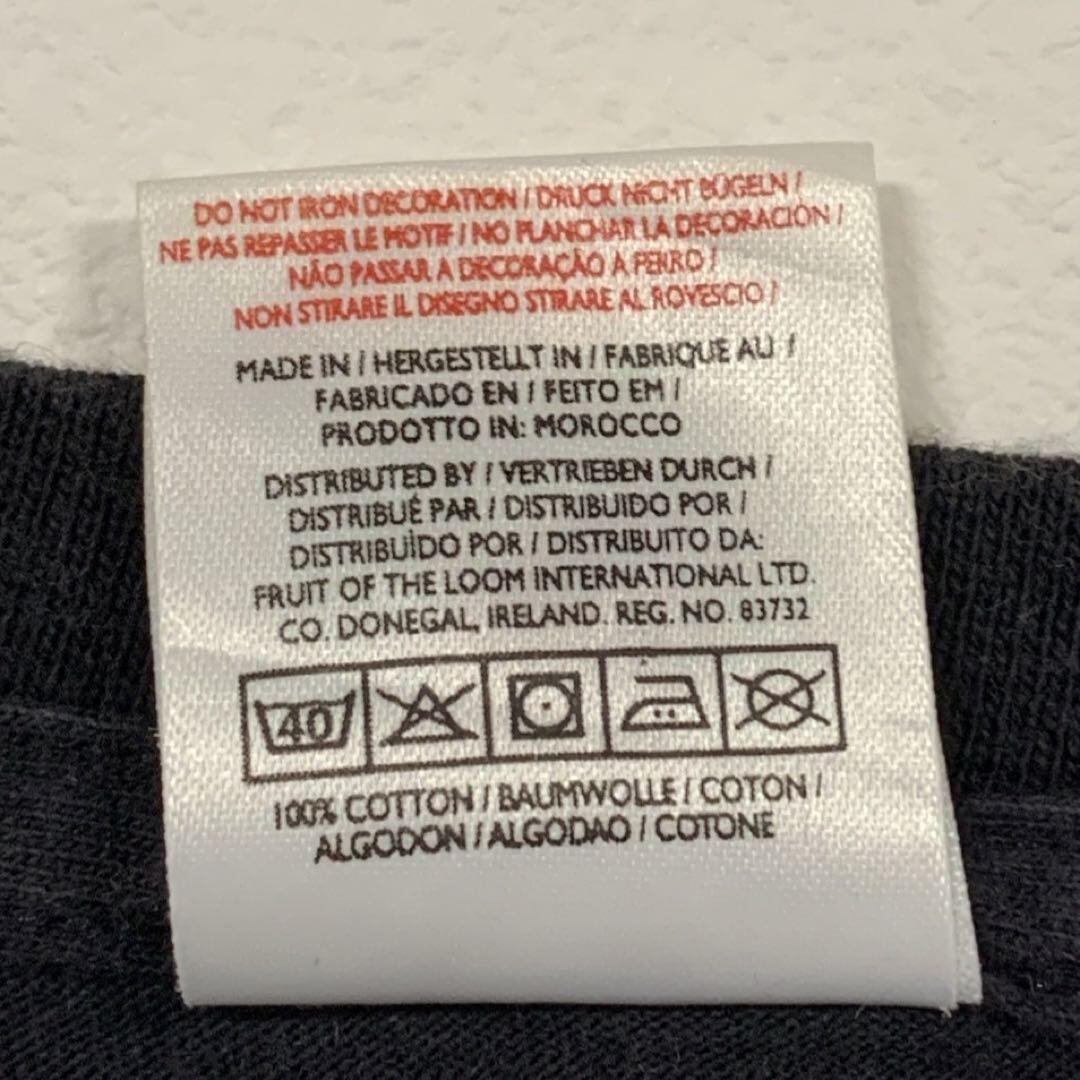 DO NOT IRON DECORATION / DRUCK NICHT BÜGELN /
NE PAS REPASSER LE MOTIF / NO PLANCHAR LA DECORACIÓN /
NÃO PASSAR A DECORAÇÃO A FERRO /
NON STIRARE IL DISEGNO STIRARE AL ROVESCIO /
MADE IN / HERGESTELLT IN / FABRIQUE AU /
FABRICADO EN / FEITO EM /
PRODOTTO IN: MOROCCO
DISTRIBUTED BY / VERTRIEBEN DURCH /
DISTRIBUÉ PAR / DISTRIBUIDO POR /
DISTRIBUÌDO POR / DISTRIBUITO DA:
FRUIT OF THE LOOM INTERNATIONAL LTD.
CO. DONEGAL, IRELAND. REG. NO. 83732
40
100% COTTON / BAUMWOLLE / COTON /
ALGODON / ALGODAO / COTONE